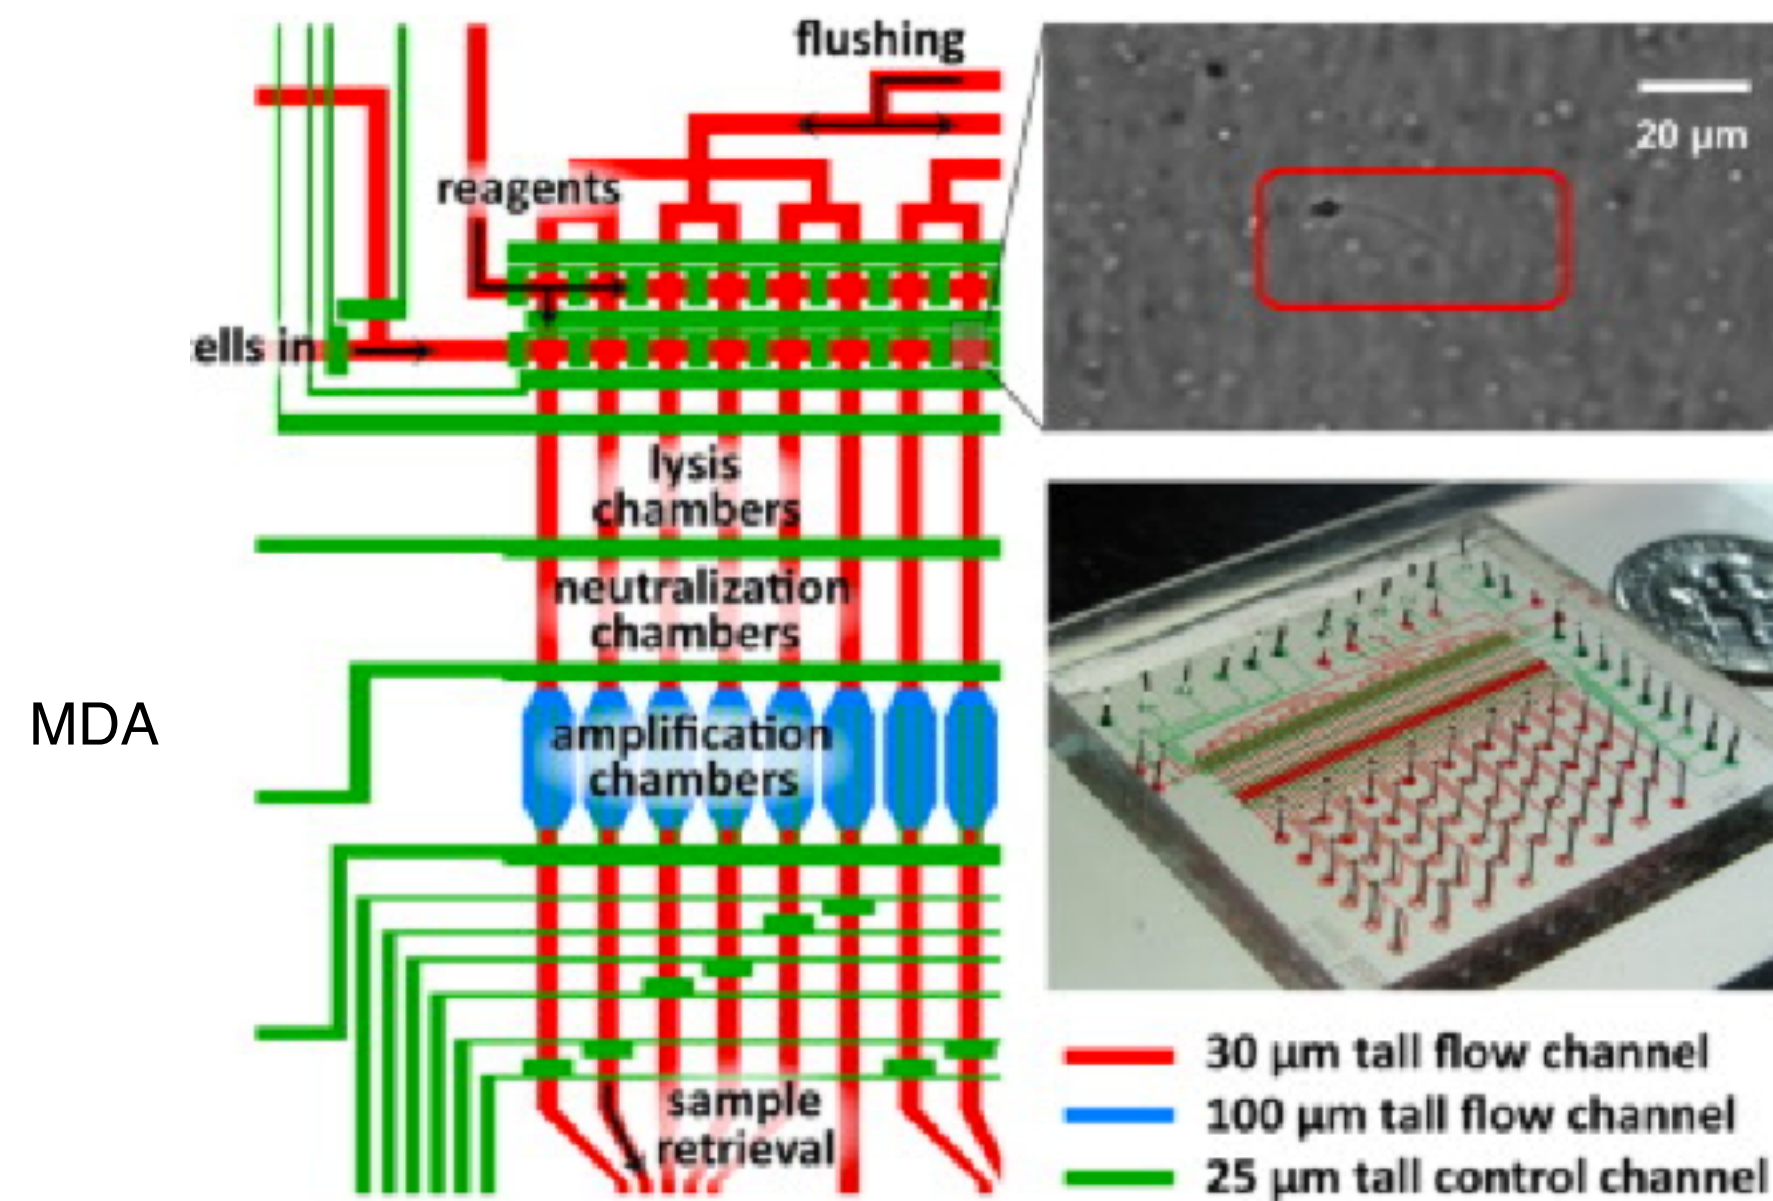 flushing
20 µm
reagents
ells in
lysis
chambers
neutralization
chambers
MDA
amplification
chambers
sample
retrieval
30 µm tall flow channel
100 µm tall flow channel
25 µm tall control channel